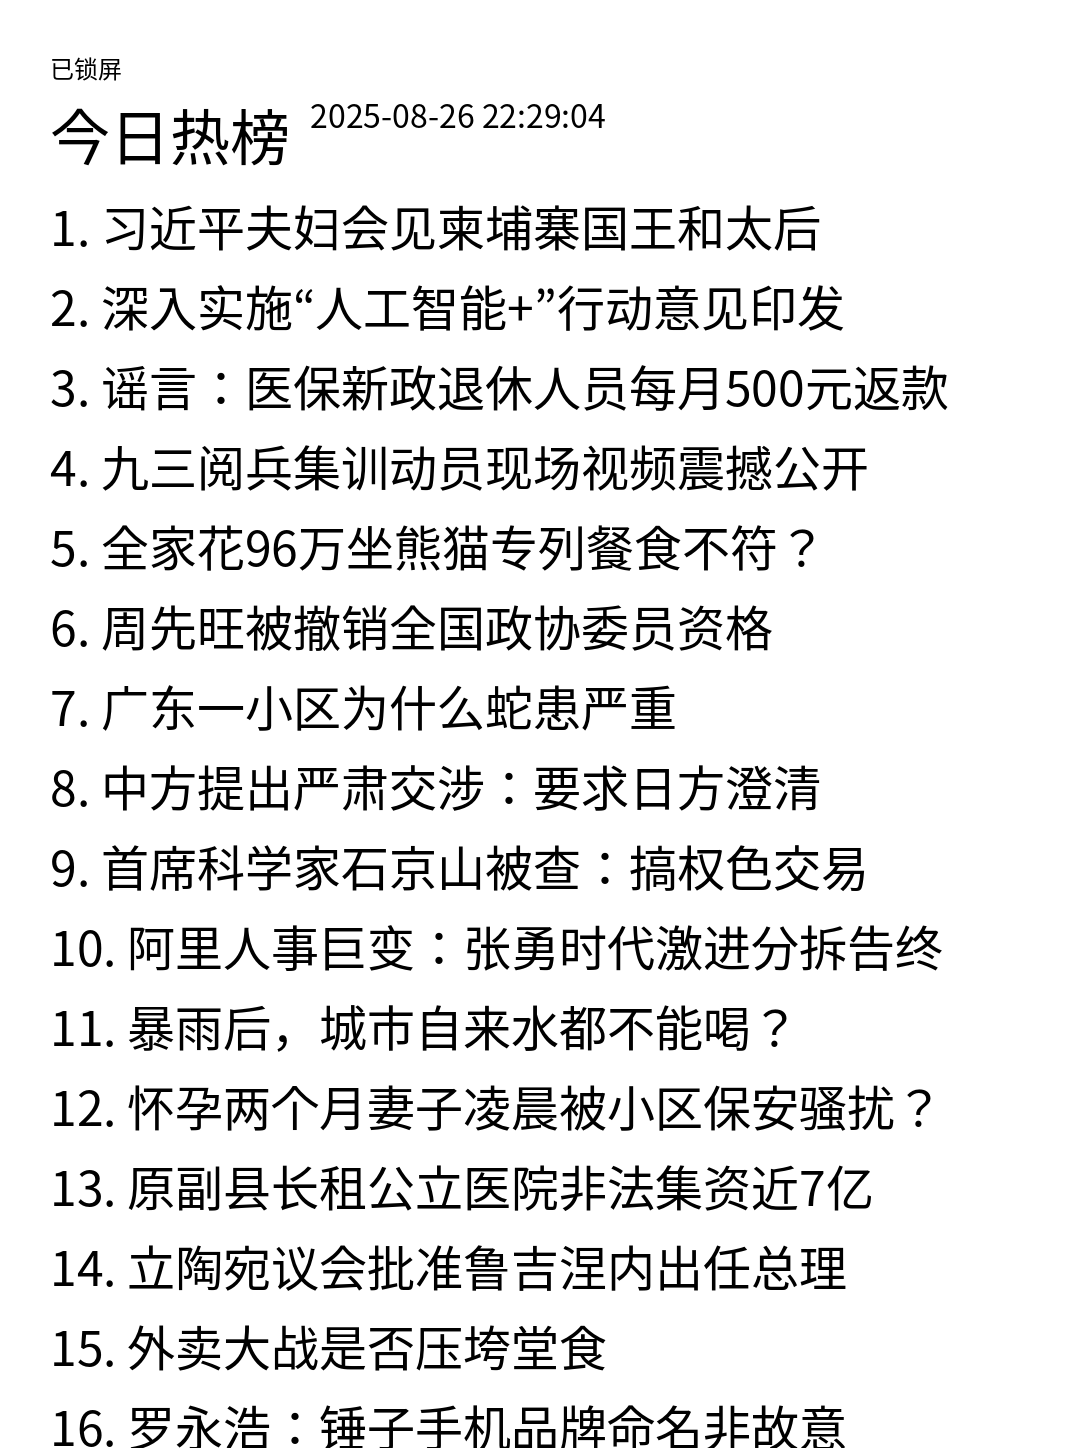 已锁屏
今日热榜 2025-08-26 22:29:04
1. 习近平夫妇会见柬埔寨国王和太后
2. 深入实施“人工智能+”行动意见印发
3. 谣言：医保新政退休人员每月500元返款
4. 九三阅兵集训动员现场视频震撼公开
5. 全家花96万坐熊猫专列餐食不符？
6. 周先旺被撤销全国政协委员资格
7. 广东一小区为什么蛇患严重
8. 中方提出严肃交涉：要求日方澄清
9. 首席科学家石京山被查：搞权色交易
10. 阿里人事巨变：张勇时代激进分拆告终
11. 暴雨后，城市自来水都不能喝？
12. 怀孕两个月妻子凌晨被小区保安骚扰？
13. 原副县长租公立医院非法集资近7亿
14. 立陶宛议会批准鲁吉涅内出任总理
15. 外卖大战是否压垮堂食
16. 罗永浩：锤子手机品牌命名非故意